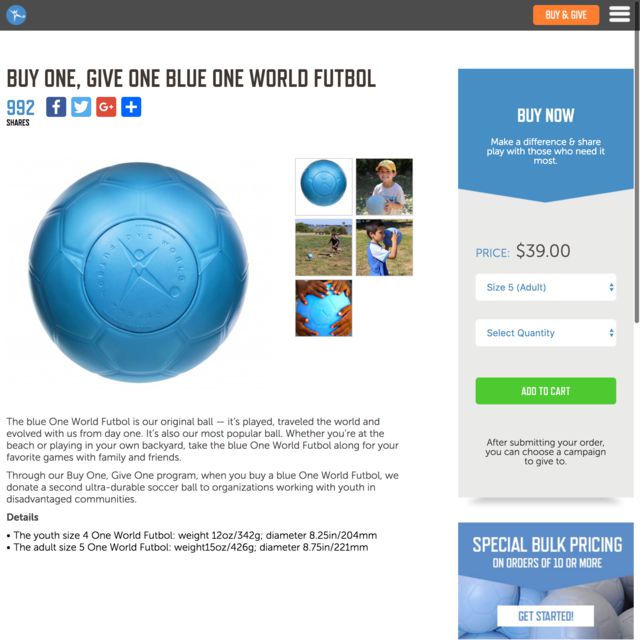 BUY & GIVE
BUY ONE, GIVE ONE BLUE ONE WORLD FUTBOL
992
SHARES
ONE WORLD
FUTBOL
The blue One World Futbol is our original ball — it’s played, traveled the world and
evolved with us from day one. It’s also our most popular ball. Whether you're at the
beach or playing in your own backyard, take the blue One World Futbol along for your
favorite games with family and friends.
Through our Buy One, Give One program, when you buy a blue One World Futbol, we
donate a second ultra-durable soccer ball to organizations working with youth in
disadvantaged communities.
Details
• The youth size 4 One World Futbol: weight 12oz/342g; diameter 8.25in/204mm
• The adult size 5 One World Futbol: weight15oz/426g; diameter 8.75in/221mm
BUY NOW
Make a difference & share
play with those who need it
most.
PRICE: $39.00
Size 5 (Adult)
Select Quantity
ADD TO CART
After submitting your order,
you can choose a campaign
to give to.
SPECIAL BULK PRICING
ON ORDERS OF 10 OR MORE
GET STARTED!